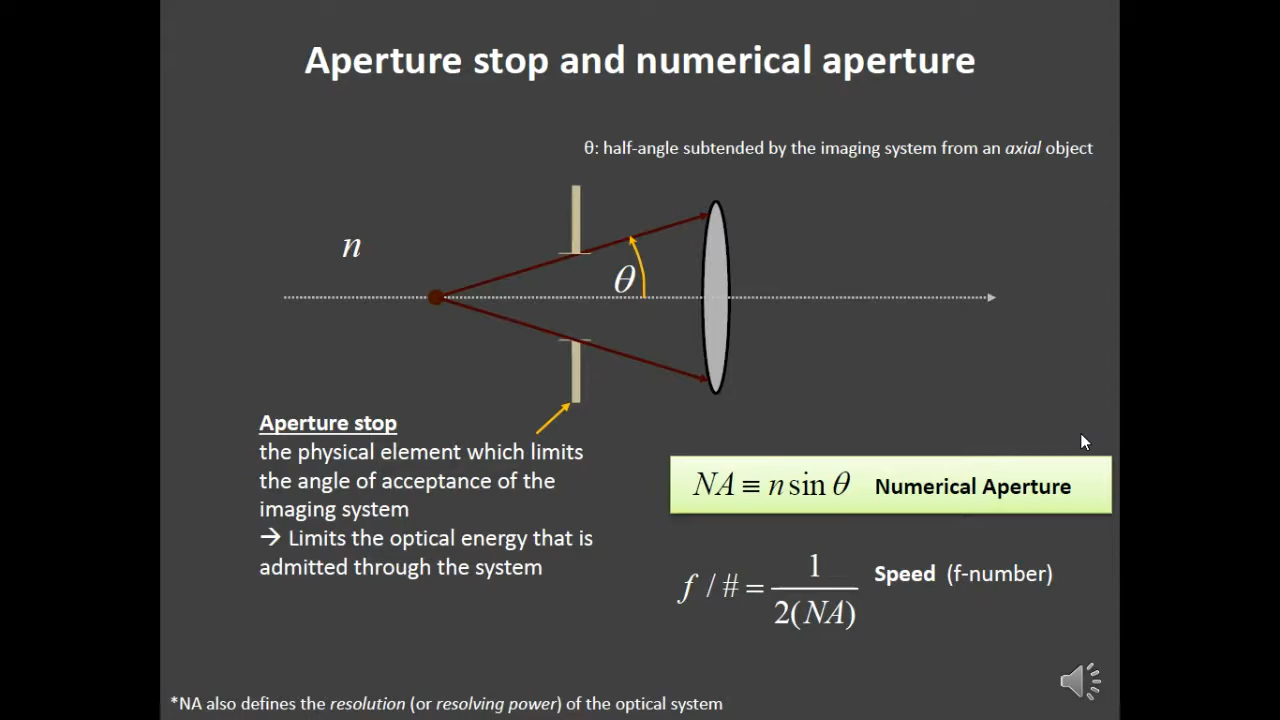 Aperture stop and numerical aperture
θ: half-angle subtended by the imaging system from an axial object
n
θ
Aperture stop
the physical element which limits
the angle of acceptance of the
imaging system
→ Limits the optical energy that is
admitted through the system
NA ≡ n sin θ Numerical Aperture
f / # = 1 / 2(NA) Speed (f-number)
*NA also defines the resolution (or resolving power) of the optical system